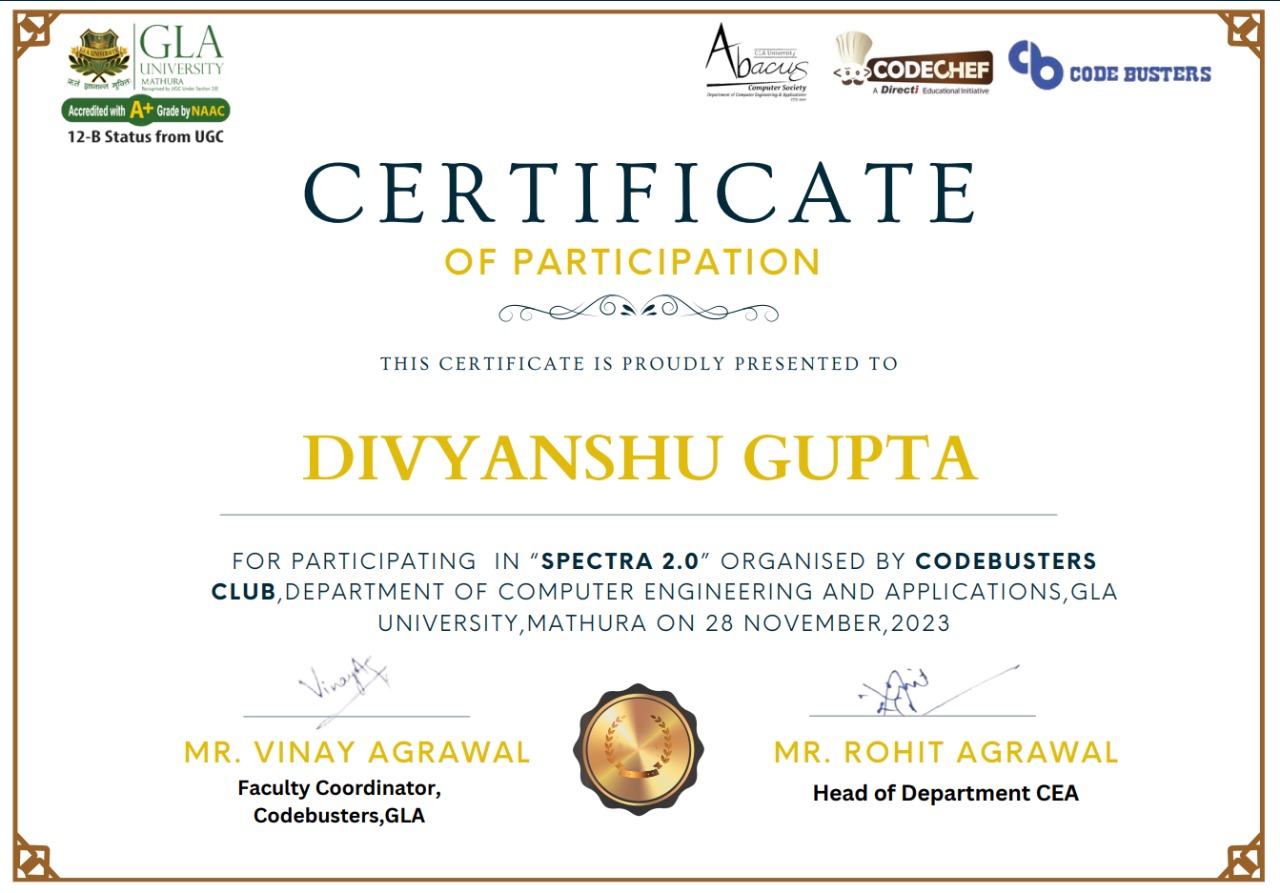 GLA UNIVERSITY
GLA
UNIVERSITY
MATHURA
Recognised by UGC Under Section 2(f)
Accredited with A+ Grade by NAAC
12-B Status from UGC
GLA University
Abacus
Computer Society
Department of Computer Engineering & Applications
CODECHEF
A Directi Educational Initiative
cb CODE BUSTERS
CERTIFICATE
OF PARTICIPATION
THIS CERTIFICATE IS PROUDLY PRESENTED TO
DIVYANSHU GUPTA
FOR PARTICIPATING IN “SPECTRA 2.0” ORGANISED BY CODEBUSTERS
CLUB,DEPARTMENT OF COMPUTER ENGINEERING AND APPLICATIONS,GLA
UNIVERSITY,MATHURA ON 28 NOVEMBER,2023
MR. VINAY AGRAWAL
MR. ROHIT AGRAWAL
Faculty Coordinator,
Codebusters,GLA
Head of Department CEA